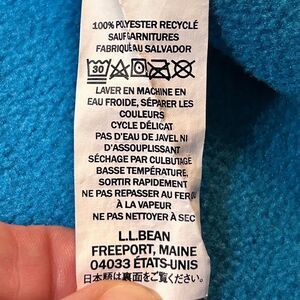 100% POLYESTER RECYCLÉ
SAUF GARNITURES
FABRIQUÉ AU SALVADOR
30
LAVER EN MACHINE EN
EAU FROIDE, SÉPARER LES
COULEURS
CYCLE DÉLICAT
PAS D'EAU DE JAVEL NI
D'ASSOUPLISSANT
SÉCHAGE PAR CULBUTAGE
BASSE TEMPÉRATURE,
SORTIR RAPIDEMENT
NE PAS REPASSER AU FER OU
À LA VAPEUR
NE PAS NETTOYER À SEC
L.L.BEAN
FREEPORT, MAINE
04033 ÉTATS-UNIS
日本語は裏面をご覧ください。